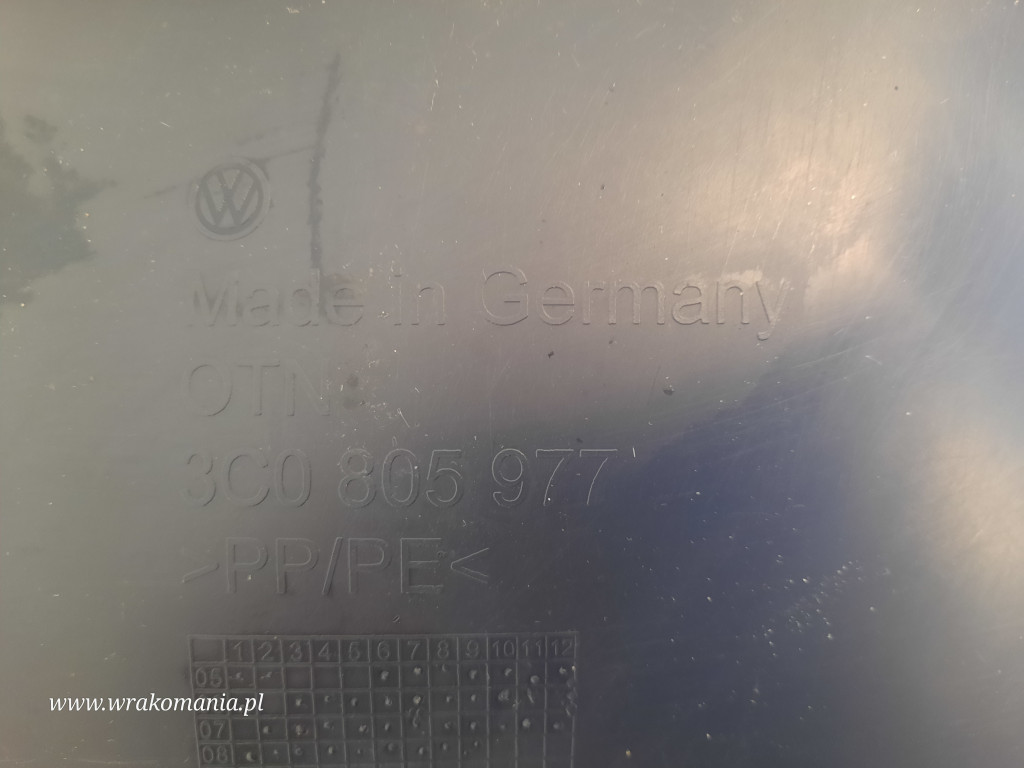 Made in Germany
OTN:
3C0 805 977
>PP/PE<
1 2 3 4 5 6 7 8 9 10 11 12
05
07
08
www.wrakomania.pl